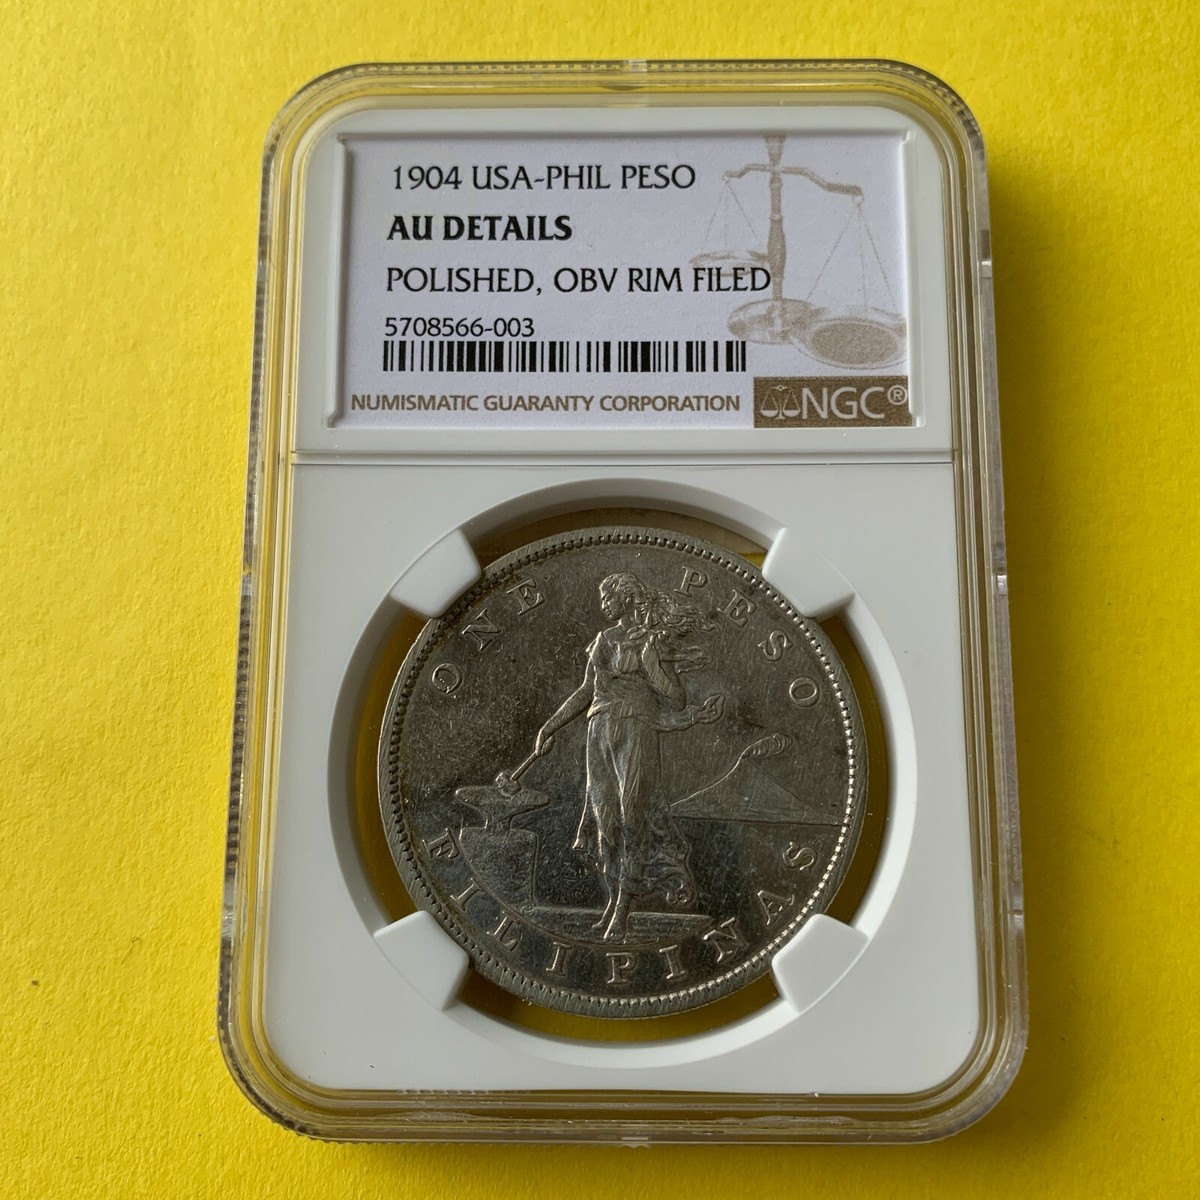 1904 USA-PHIL PESO
AU DETAILS
POLISHED, OBV RIM FILED
5708566-003
NUMISMATIC GUARANTY CORPORATION
NGC®
ONE PESO
FILIPINAS